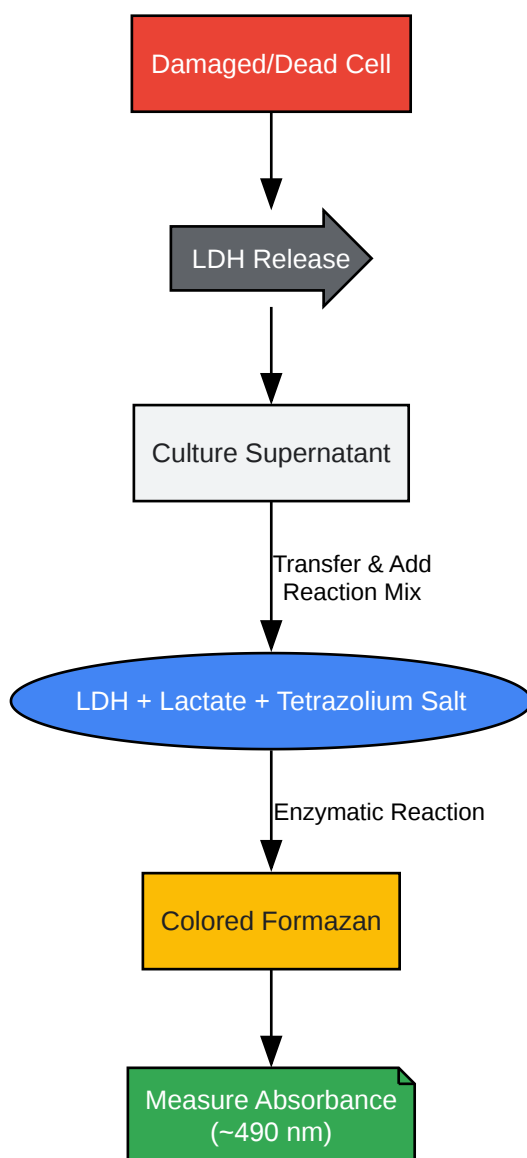 Damaged/Dead Cell
LDH Release
Culture Supernatant
Transfer & Add
Reaction Mix
LDH + Lactate + Tetrazolium Salt
Enzymatic Reaction
Colored Formazan
Measure Absorbance
(~490 nm)